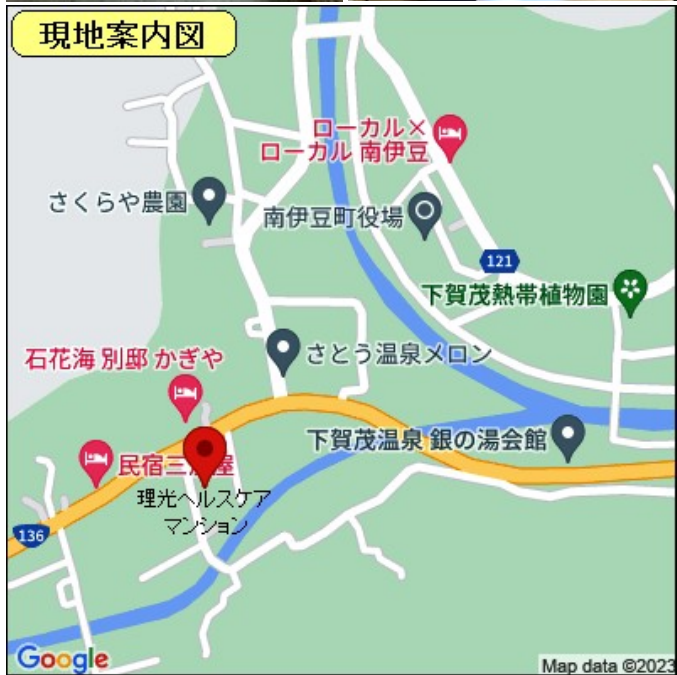 現地案内図
ローカル×
ローカル 南伊豆
さくらや農園
南伊豆町役場
121
下賀茂熱帯植物園
さとう温泉メロン
石花海 別邸 かぎや
下賀茂温泉 銀の湯会館
民宿三
屋
理光ヘルスケア
マンション
136
Google
Map data ©2023